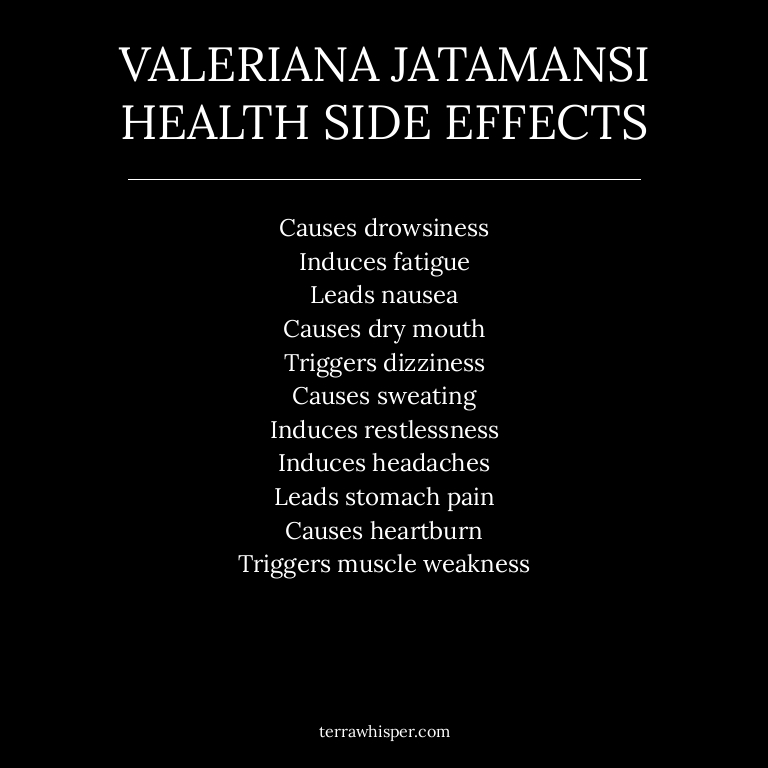 VALERIANA JATAMANSI
HEALTH SIDE EFFECTS
Causes drowsiness
Induces fatigue
Leads nausea
Causes dry mouth
Triggers dizziness
Causes sweating
Induces restlessness
Induces headaches
Leads stomach pain
Causes heartburn
Triggers muscle weakness
terrawhisper.com